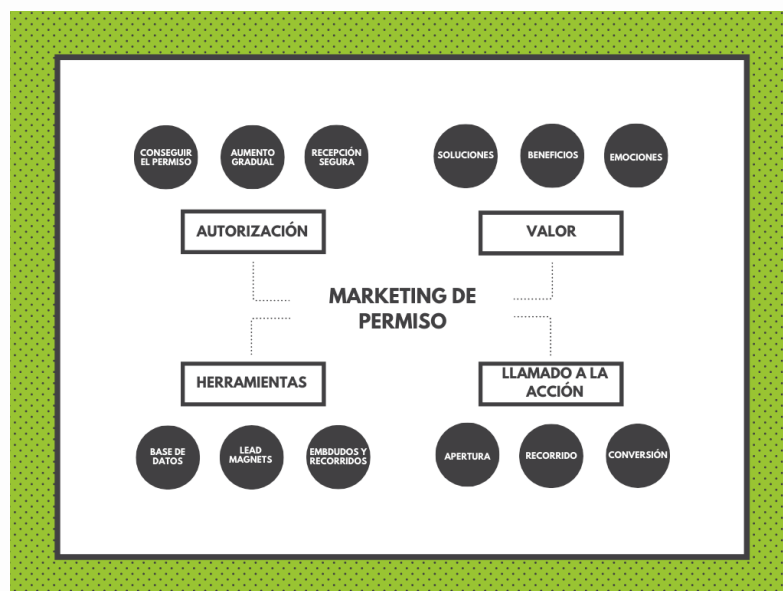 CONSEGUIR
EL PERMISO
AUMENTO
GRADUAL
RECEPCIÓN
SEGURA
SOLUCIONES
BENEFICIOS
EMOCIONES
AUTORIZACIÓN
VALOR
MARKETING DE
PERMISO
HERRAMIENTAS
LLAMADO A LA
ACCIÓN
BASE DE
DATOS
LEAD
MAGNETS
EMBDUDOS Y
RECORRIDOS
APERTURA
RECORRIDO
CONVERSIÓN